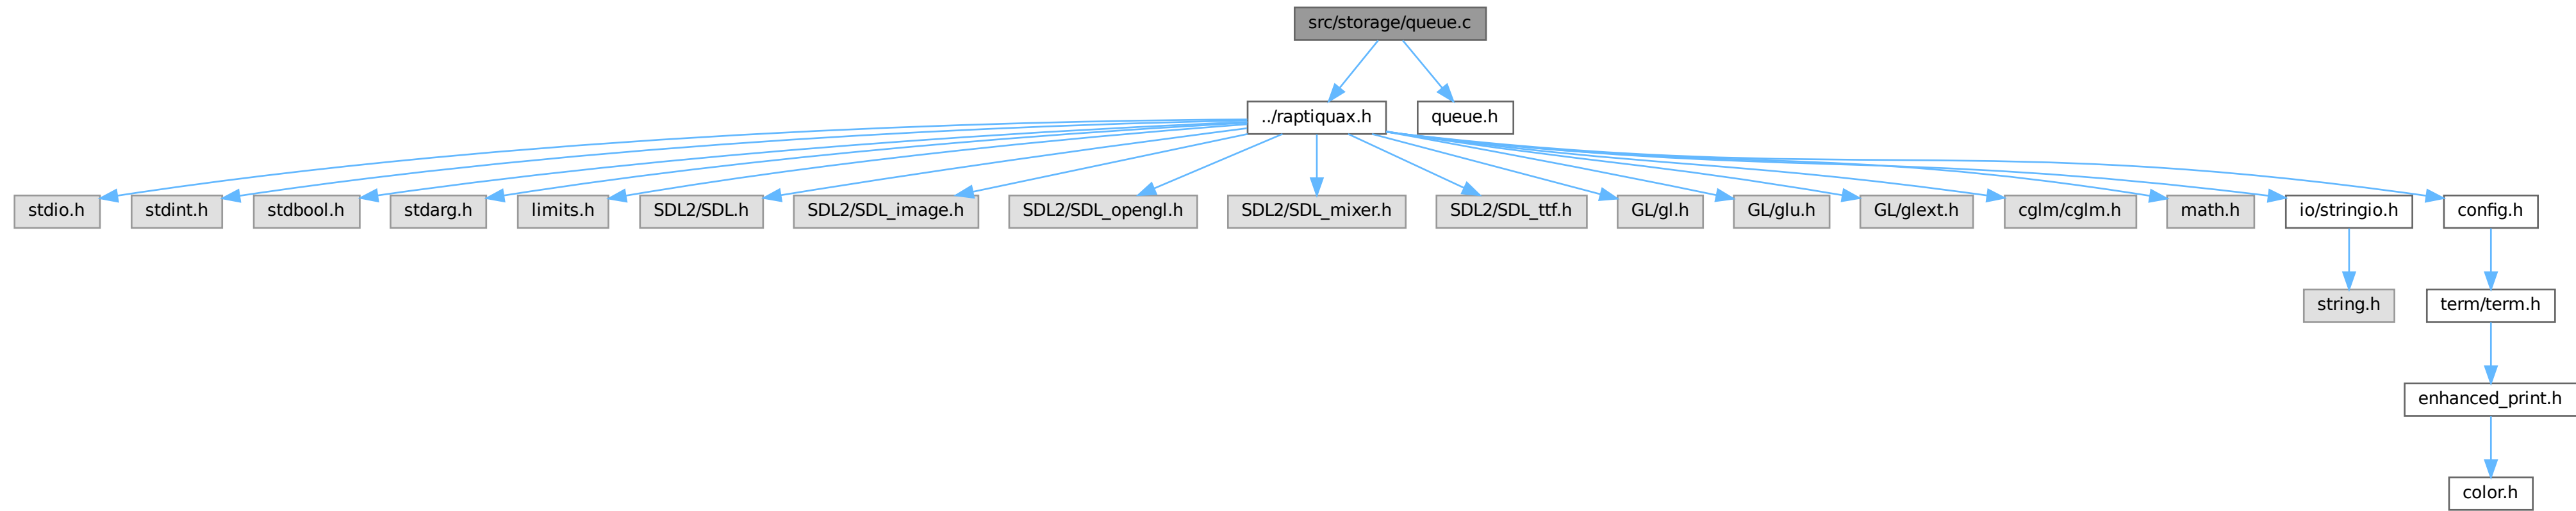 src/storage/queue.c
../raptiquax.h
queue.h
stdio.h
stdint.h
stdbool.h
stdarg.h
limits.h
SDL2/SDL.h
SDL2/SDL_image.h
SDL2/SDL_opengl.h
SDL2/SDL_mixer.h
SDL2/SDL_ttf.h
GL/gl.h
GL/glu.h
GL/glext.h
cglm/cglm.h
math.h
io/stringio.h
config.h
string.h
term/term.h
enhanced_print.h
color.h